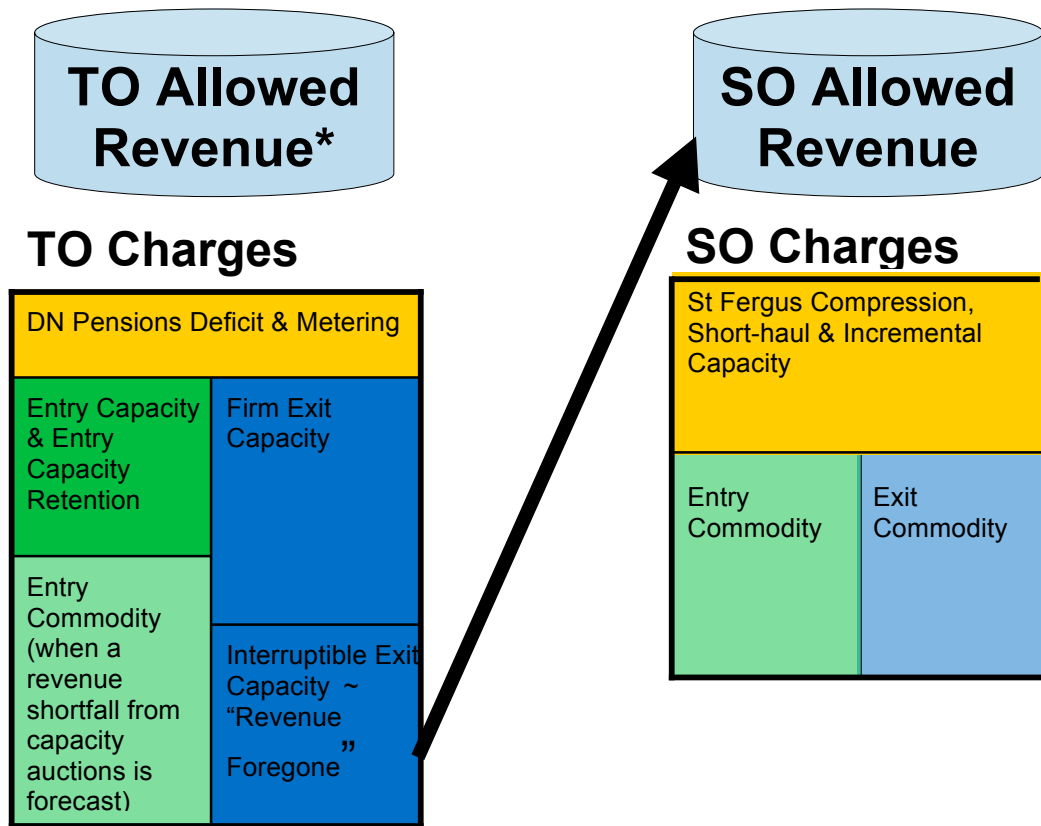 TO Allowed
Revenue*
SO Allowed
Revenue
TO Charges
DN Pensions Deficit & Metering
Entry Capacity
& Entry
Capacity
Retention
Firm Exit
Capacity
Entry
Commodity
(when a
revenue
shortfall from
capacity
auctions is
forecast)
Interruptible Exit
Capacity ~
“Revenue
Foregone”
SO Charges
St Fergus Compression,
Short-haul & Incremental
Capacity
Entry
Commodity
Exit
Commodity